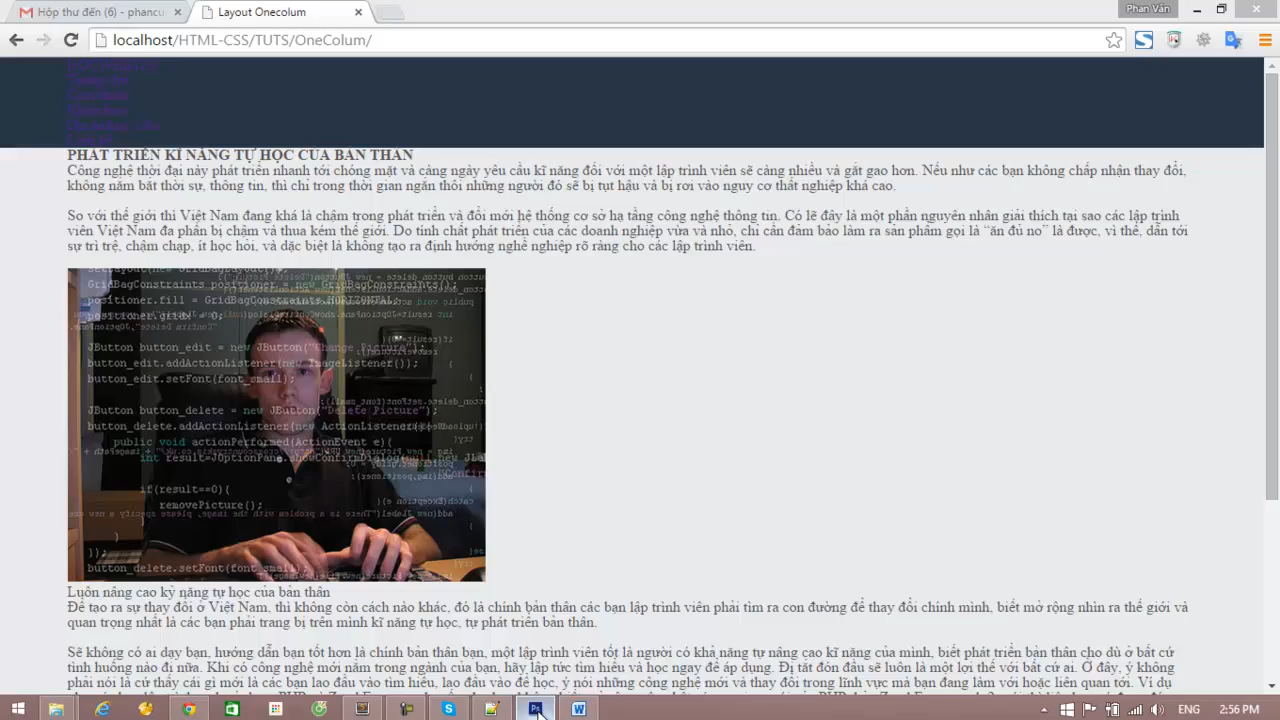 Hộp thư đến (6) - phancu
Layout Onecolum
Phan Văn
localhost/HTML-CSS/TUTS/OneColum/
PHÁT TRIỂN KĨ NĂNG TỰ HỌC CỦA BẢN THÂN
Công nghệ thời đại này phát triển nhanh tới chóng mặt và càng ngày yêu cầu kĩ năng đối với một lập trình viên sẽ càng nhiều và gắt gao hơn. Nếu như các bạn không chấp nhận thay đổi,
không nắm bắt thời sự, thông tin, thì chỉ trong thời gian ngắn thôi những người đó sẽ bị tụt hậu và bị rơi vào nguy cơ thất nghiệp khá cao.
So với thế giới thì Việt Nam đang khá là chậm trong phát triển và đổi mới hệ thống cơ sở hạ tầng công nghệ thông tin. Có lẽ đây là một phần nguyên nhân giải thích tại sao các lập trình
viên Việt Nam đa phần bị chậm và thua kém thế giới. Do tính chất phát triển của các doanh nghiệp vừa và nhỏ, chỉ cần đảm bảo làm ra sản phẩm gọi là “ăn đủ no” là được, vì thế, dẫn tới
sự trì trệ, chậm chạp, ít học hỏi, và đặc biệt là không tạo ra định hướng nghề nghiệp rõ ràng cho các lập trình viên.
setLayout(new GridBagLayout());
GridBagConstraints positioner = new GridBagConstraints();
positioner.fill = GridBagConstraints.HORIZONTAL;
positioner.gridx = 0;
JButton button_edit = new JButton("Change Picture");
button_edit.addActionListener(new ImageListener());
button_edit.setFont(font_small);
JButton button_delete = new JButton("Delete Picture");
button_delete.addActionListener(new ActionListener(){
public void actionPerformed(ActionEvent e){
int result=JOptionPane.showConfirmDialog(null,new JLab
if(result==0){
removePicture();
}
});
button_delete.setFont(font_small);
Luôn nâng cao kỹ năng tự học của bản thân
Để tạo ra sự thay đổi ở Việt Nam, thì không còn cách nào khác, đó là chính bản thân các bạn lập trình viên phải tìm ra con đường để thay đổi chính mình, biết mở rộng nhìn ra thế giới và
quan trọng nhất là các bạn phải trang bị trên mình kĩ năng tự học, tự phát triển bản thân.
Sẽ không có ai dạy bạn, hướng dẫn bạn tốt hơn là chính bản thân bạn, một lập trình viên tốt là người có khả năng tự nâng cao kĩ năng của mình, biết phát triển bản thân cho dù ở bất cứ
tình huống nào đi nữa. Khi có công nghệ mới nằm trong ngành của bạn, hãy lập tức tìm hiểu và học ngay để áp dụng. Đi tắt đón đầu sẽ luôn là một lợi thế với bất cứ ai. Ở đây, ý không
phải nói là cứ thấy cái gì mới là các bạn lao đầu vào tìm hiểu, lao đầu vào để học, ý nói những công nghệ mới và thay đổi trong lĩnh vực mà bạn đang làm với hoặc liên quan tới. Ví dụ
ENG
2:56 PM